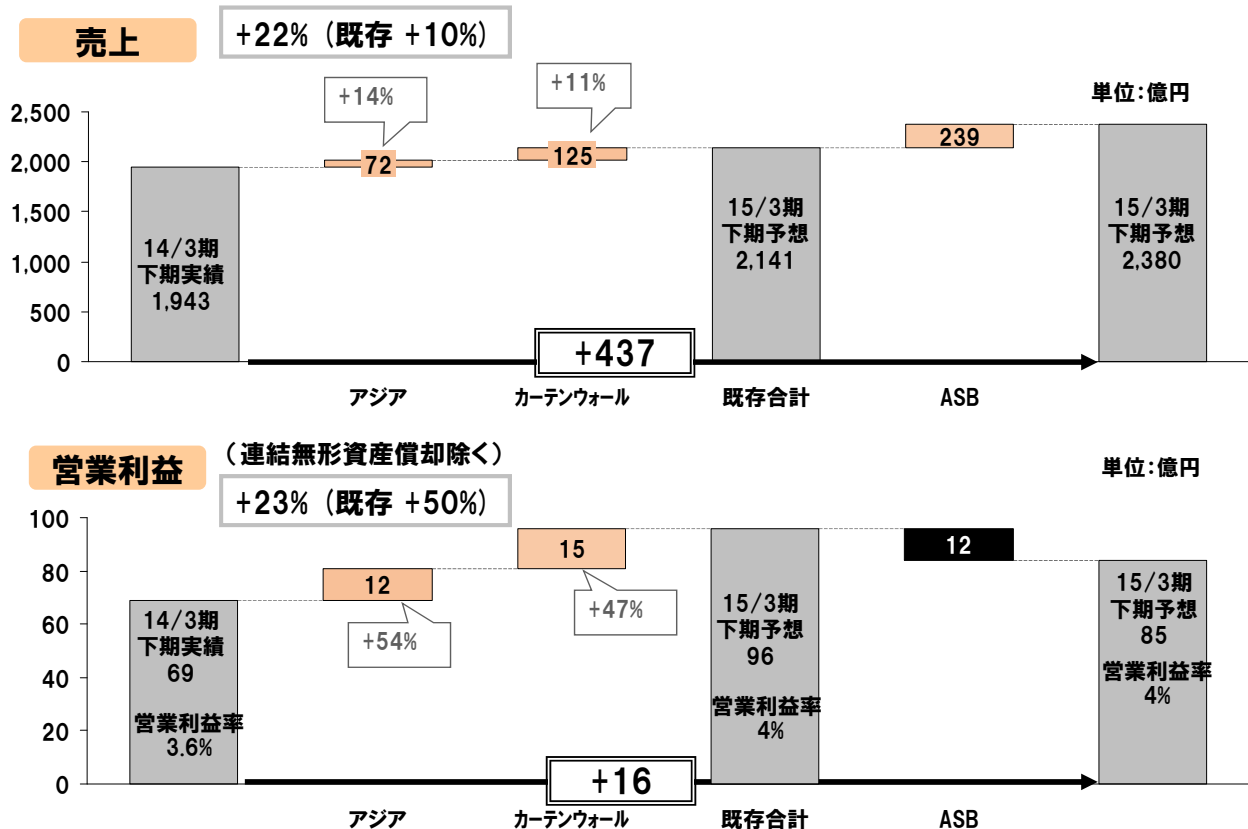 売上
+22% (既存 +10%)
単位：億円
+14%
+11%
2,500
2,000
1,500
1,000
500
0
14/3期
下期実績
1,943
72
125
15/3期
下期予想
2,141
239
15/3期
下期予想
2,380
+437
アジア
カーテンウォール
既存合計
ASB
営業利益
（連結無形資産償却除く）
+23% (既存 +50%)
単位：億円
100
80
60
40
20
0
14/3期
下期実績
69
営業利益率
3.6%
12
+54%
15
+47%
15/3期
下期予想
96
営業利益率
4%
12
15/3期
下期予想
85
営業利益率
4%
+16
アジア
カーテンウォール
既存合計
ASB